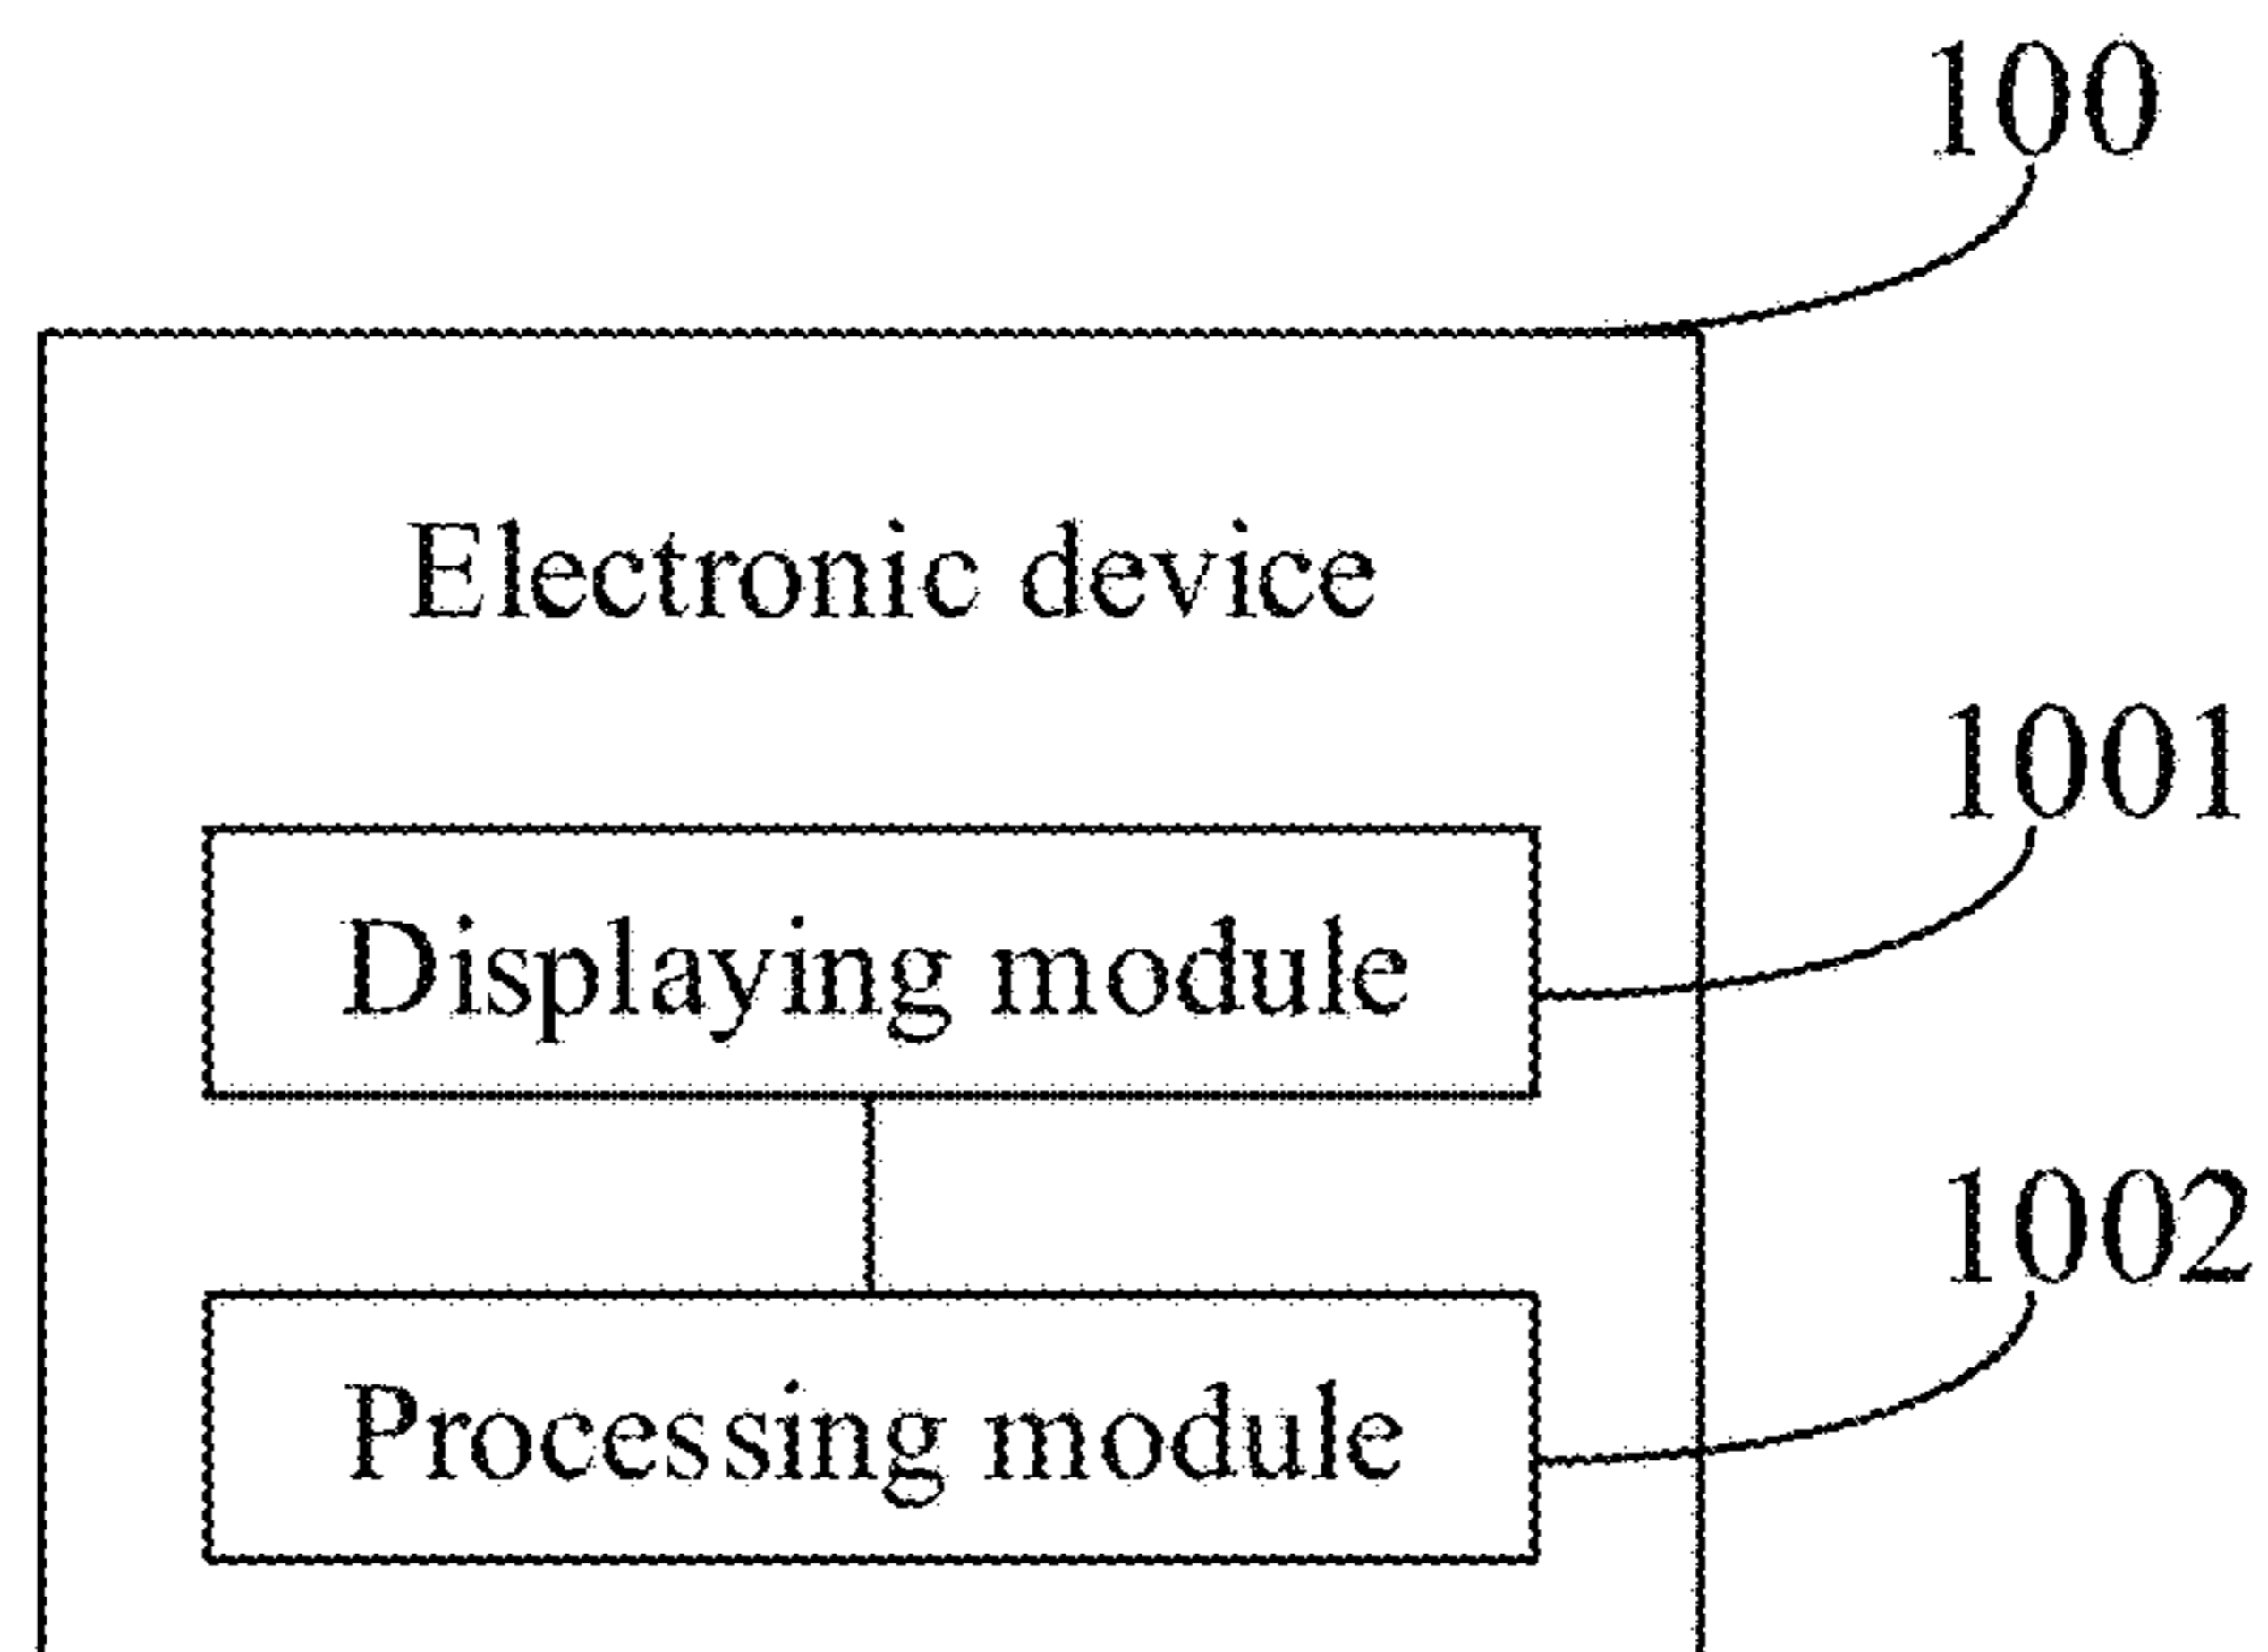 100
Electronic device
1001
Displaying module
1002
Processing module